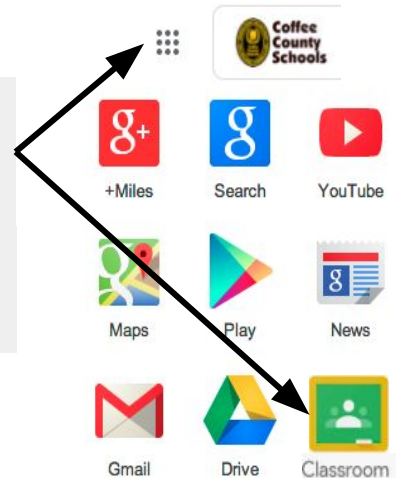 Coffee
County
Schools
g+
g
+Miles Search YouTube
g
Maps Play News
Gmail Drive Classroom